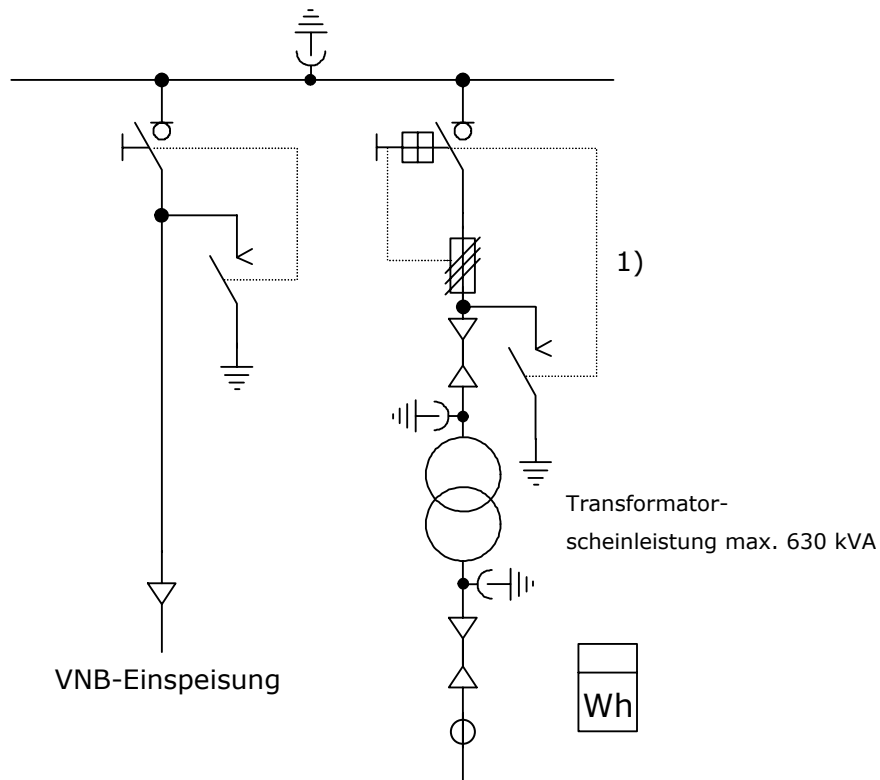 1)
Transformator-
scheinleistung max. 630 kVA
VNB-Einspeisung
Wh